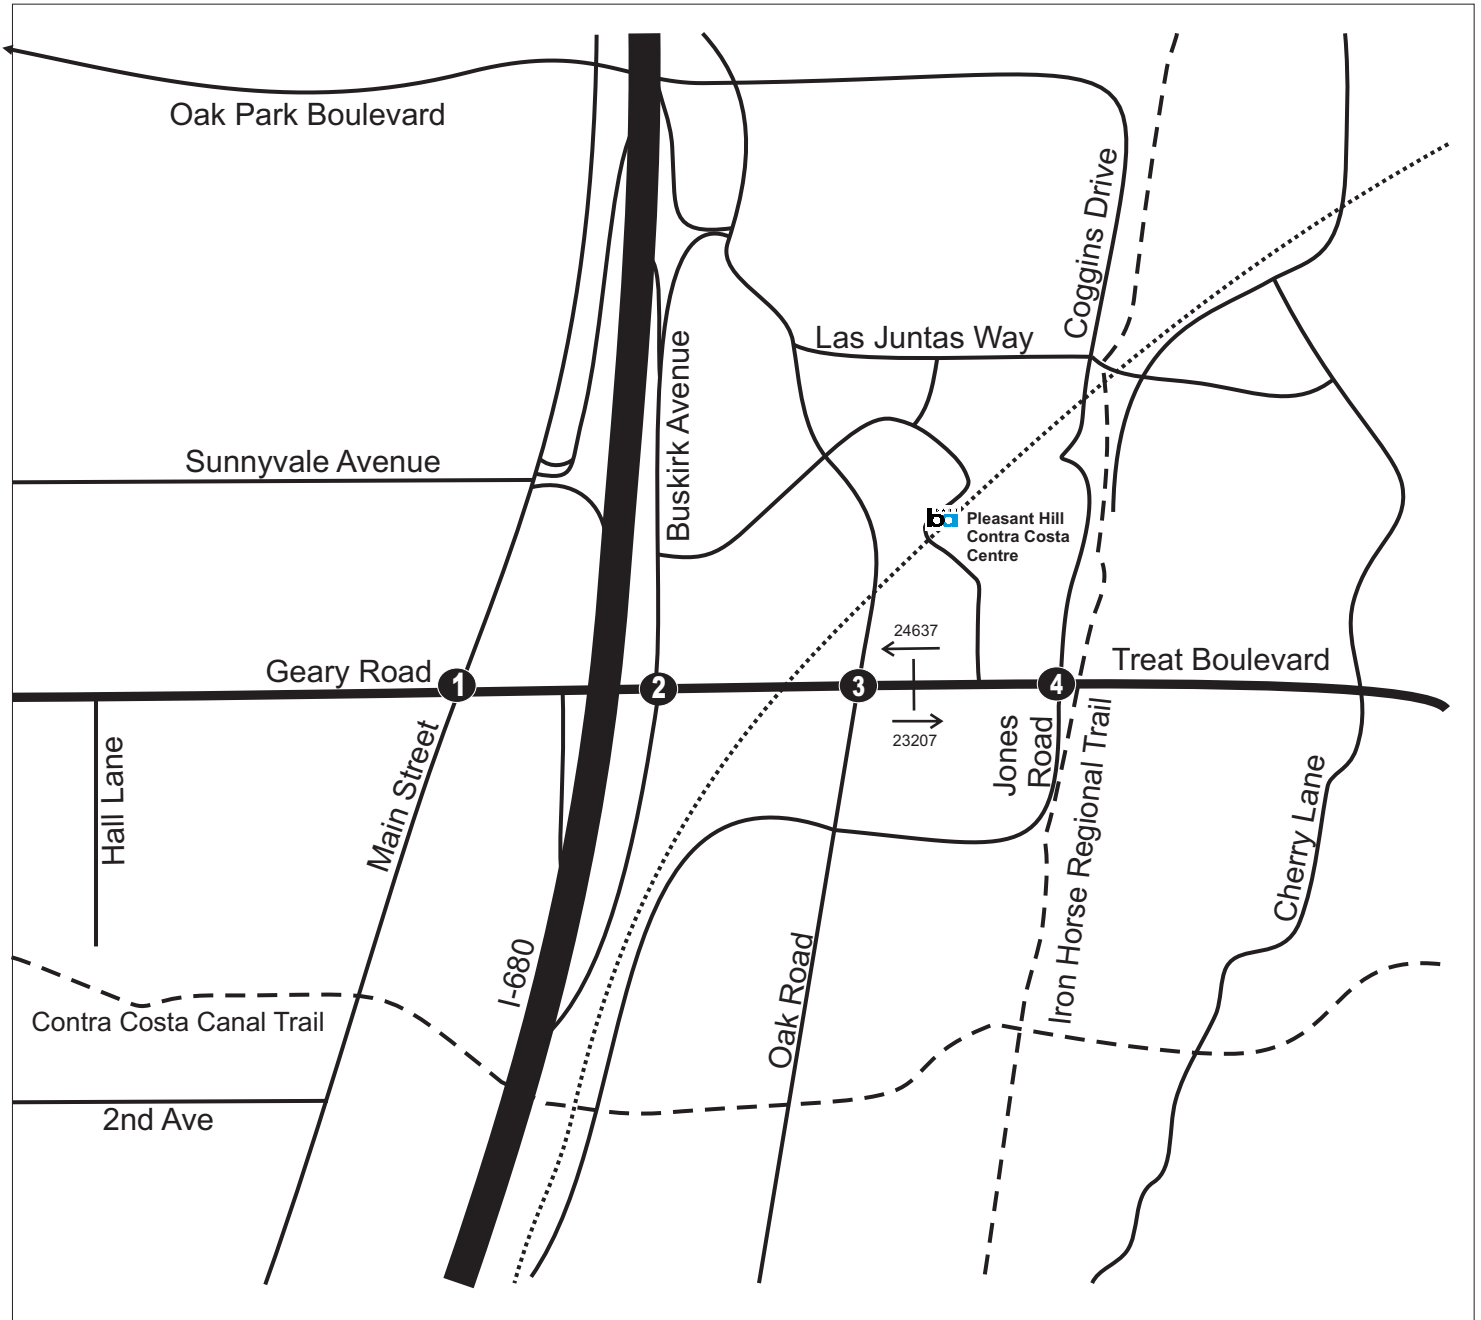 Oak Park Boulevard
Coggins Drive
Las Juntas Way
Buskirk Avenue
Sunnyvale Avenue
ba
Pleasant Hill
Contra Costa
Centre
24637
Geary Road
1
2
3
4
Treat Boulevard
23207
Hall Lane
Main Street
Jones
Road
Iron Horse Regional Trail
Cherry Lane
I-680
Oak Road
Contra Costa Canal Trail
2nd Ave